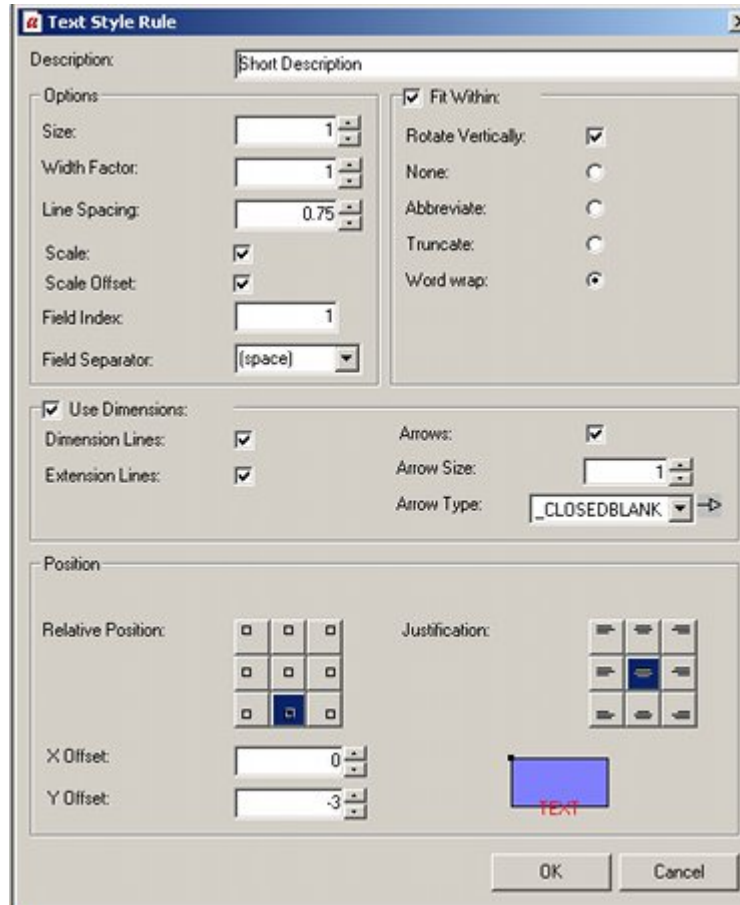 Text Style Rule
Description: Short Description
Options
Size: 1
Width Factor: 1
Line Spacing: 0.75
Scale:
Scale Offset:
Field Index: 1
Field Separator: (space)
Fit Within:
Rotate Vertically:
None:
Abbreviate:
Truncate:
Word wrap:
Use Dimensions:
Dimension Lines:
Extension Lines:
Arrows:
Arrow Size: 1
Arrow Type: _CLOSEDBLANK
Position
Relative Position:
Justification:
X Offset: 0
Y Offset: -3
TEXT
OK Cancel